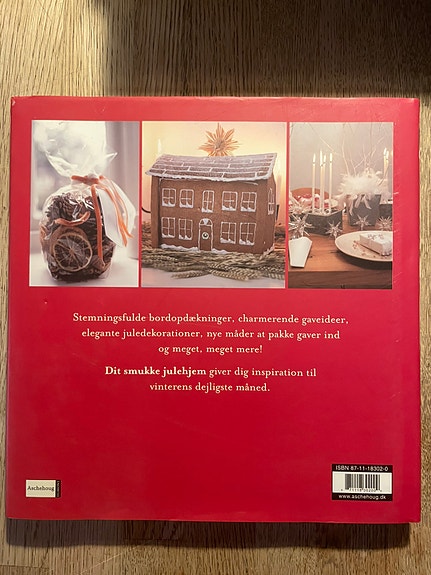 Stemningsfulde bordopdækninger, charmerende gaveideer,
elegante juledekorationer, nye måder at pakke gaver ind
og meget, meget mere!
Dit smukke julehjem giver dig inspiration til
vinterens dejligste måned.
ISBN 87-11-18302-0
www.aschehoug.dk
Aschehoug